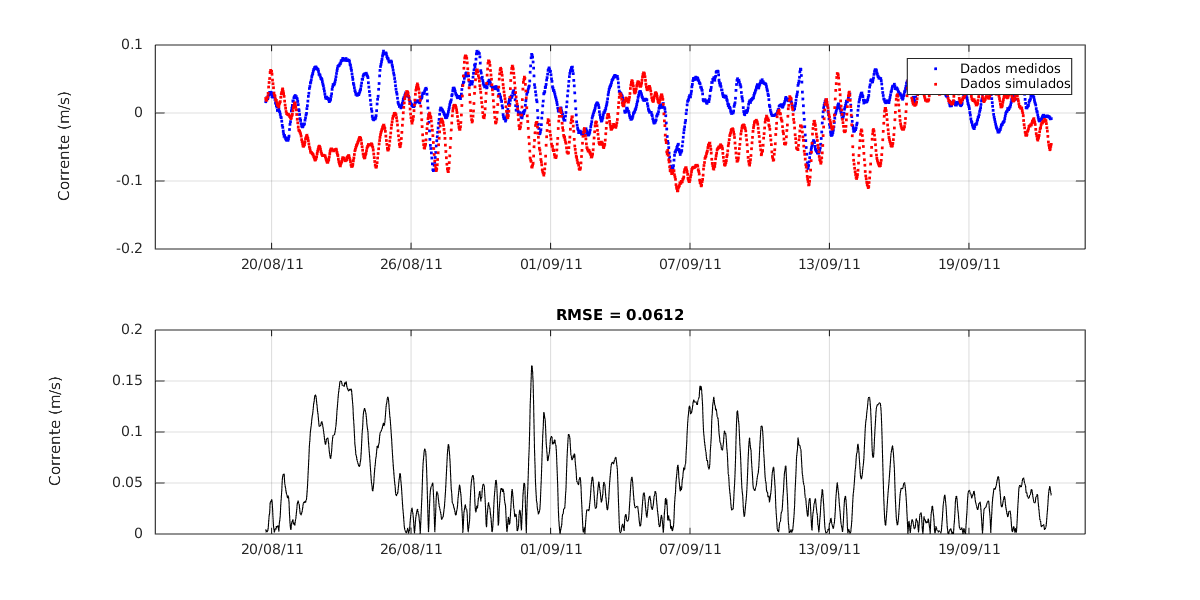 0.1
0
-0.1
-0.2
Corrente (m/s)
Dados medidos
Dados simulados
20/08/11 26/08/11 01/09/11 07/09/11 13/09/11 19/09/11
RMSE = 0.0612
0.2
0.15
0.1
0.05
0
Corrente (m/s)
20/08/11 26/08/11 01/09/11 07/09/11 13/09/11 19/09/11